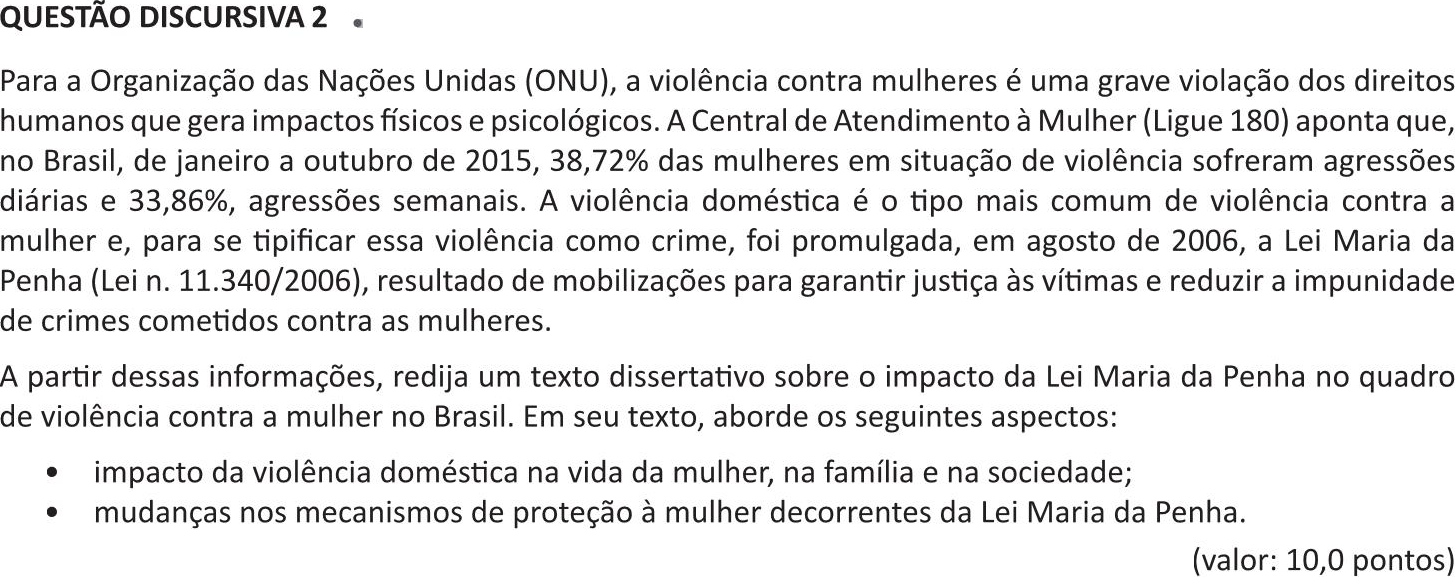 QUESTÃO DISCURSIVA 2
Para a Organização das Nações Unidas (ONU), a violência contra mulheres é uma grave violação dos direitos
humanos que gera impactos físicos e psicológicos. A Central de Atendimento à Mulher (Ligue 180) aponta que,
no Brasil, de janeiro a outubro de 2015, 38,72% das mulheres em situação de violência sofreram agressões
diárias e 33,86%, agressões semanais. A violência doméstica é o tipo mais comum de violência contra a
mulher e, para se tipificar essa violência como crime, foi promulgada, em agosto de 2006, a Lei Maria da
Penha (Lei n. 11.340/2006), resultado de mobilizações para garantir justiça às vítimas e reduzir a impunidade
de crimes cometidos contra as mulheres.
A partir dessas informações, redija um texto dissertativo sobre o impacto da Lei Maria da Penha no quadro
de violência contra a mulher no Brasil. Em seu texto, aborde os seguintes aspectos:
• impacto da violência doméstica na vida da mulher, na família e na sociedade;
• mudanças nos mecanismos de proteção à mulher decorrentes da Lei Maria da Penha.
(valor: 10,0 pontos)